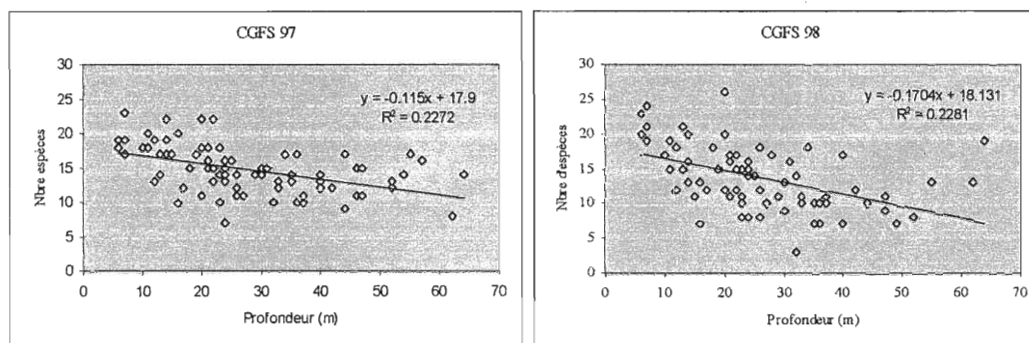 CGFS 97
30
25
20
15
10
5
0
Nbre espèces
y = -0.115x + 17.9
R² = 0.2272
0 10 20 30 40 50 60 70
Profondeur (m)
CGFS 98
30
25
20
15
10
5
0
Nbre d'espèces
y = -0.1704x + 18.131
R² = 0.2281
0 10 20 30 40 50 60 70
Profondeur (m)